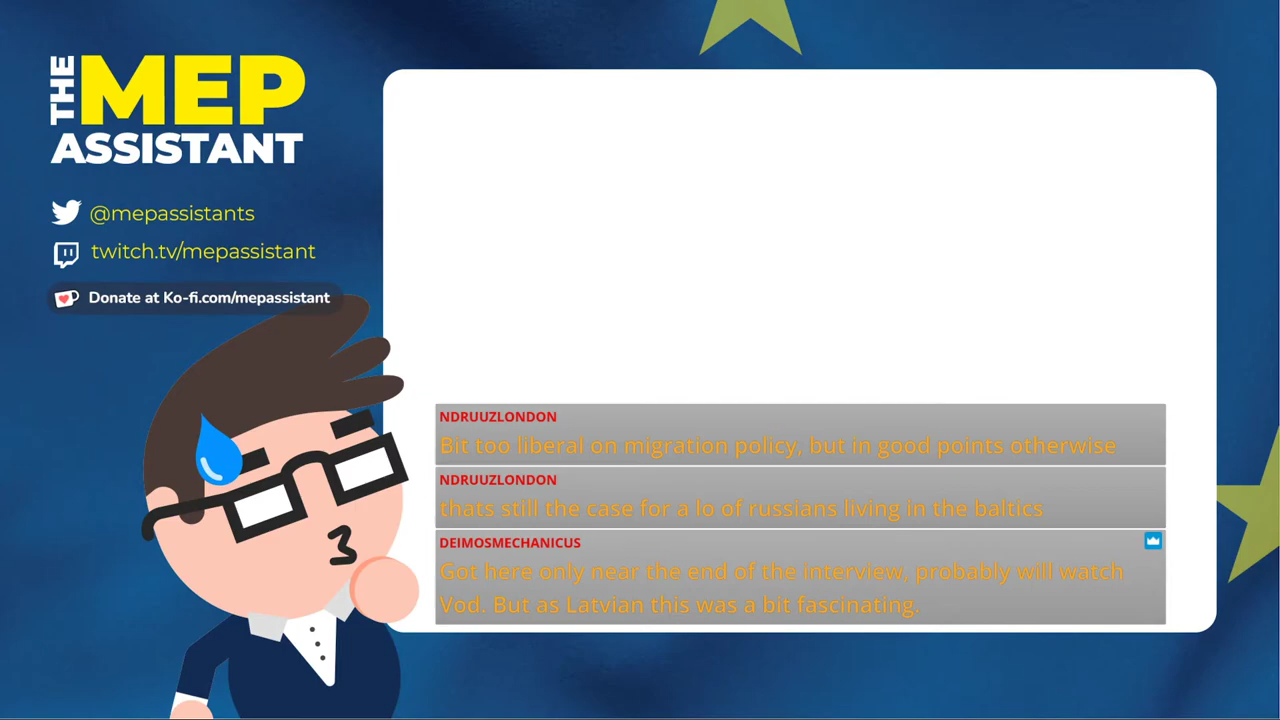 THE MEP
ASSISTANT
@mepassistants
twitch.tv/mepassistant
Donate at Ko-fi.com/mepassistant
NDRUUZLONDON
Bit too liberal on migration policy, but in good points otherwise
NDRUUZLONDON
thats still the case for a lo of russians living in the baltics
DEIMOSMECHANICUS
Got here only near the end of the interview, probably will watch
Vod. But as Latvian this was a bit fascinating.